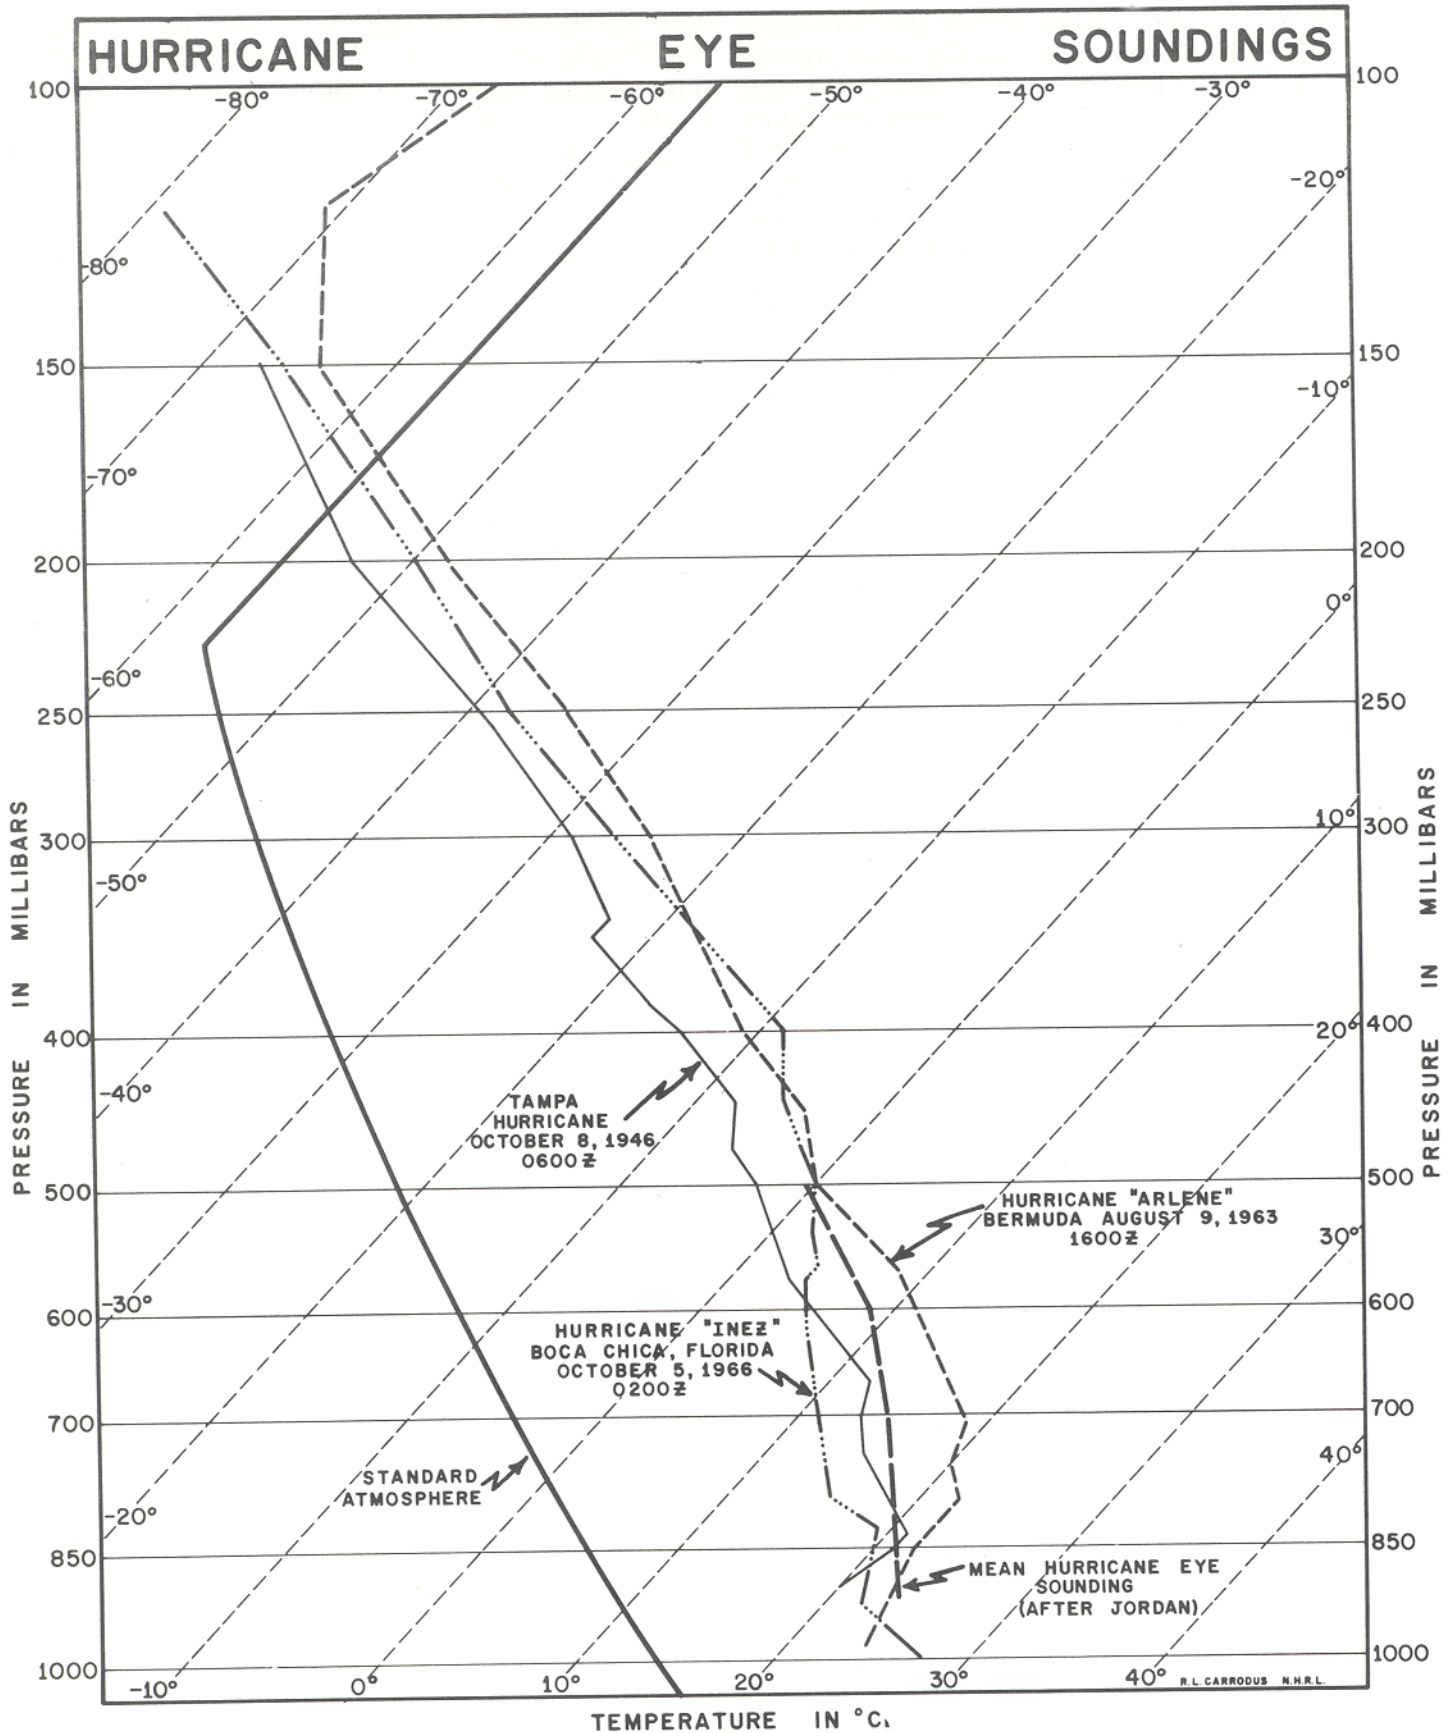 HURRICANE EYE SOUNDINGS
100 -80° -70° -60° -50° -40° -30° 100
-20°
-80°
150 150
-10°
-70°
200 200
0°
-60°
250 250
10°
300 300
-50°
400 20° 400
-40°
TAMPA
HURRICANE
OCTOBER 8, 1946
0600Z
500 500
HURRICANE "ARLENE"
BERMUDA AUGUST 9, 1963
1600Z
30°
-30°
600 600
HURRICANE "INEZ"
BOCA CHICA, FLORIDA
OCTOBER 5, 1966
0200Z
700 700
40°
STANDARD
ATMOSPHERE
-20°
850 850
MEAN HURRICANE EYE
SOUNDING
(AFTER JORDAN)
1000 1000
-10° 0° 10° 20° 30° 40° R.L.CARRODUS N.H.R.L.
TEMPERATURE IN °C.
PRESSURE IN MILLIBARS
PRESSURE IN MILLIBARS